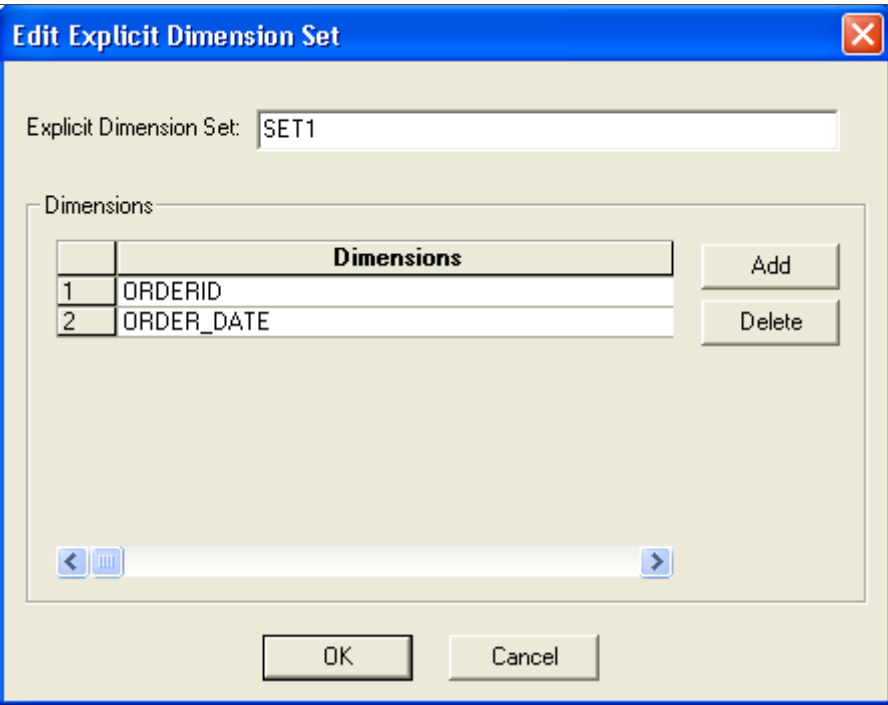 Edit Explicit Dimension Set
Explicit Dimension Set: SET1
Dimensions
Dimensions
Add
1 ORDERID
2 ORDER_DATE
Delete
OK Cancel